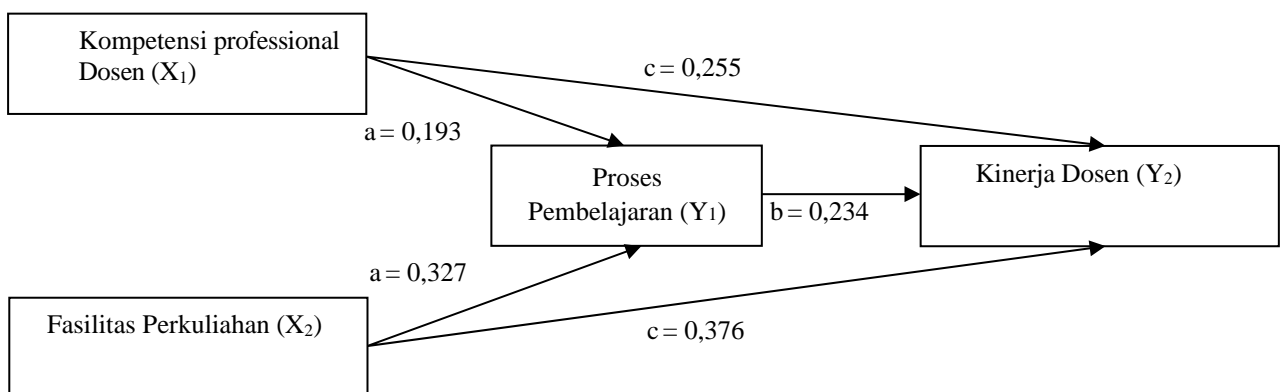 Kompetensi professional
Dosen (X1)
c = 0,255
a = 0,193
Proses
Pembelajaran (Y1)
b = 0,234
Kinerja Dosen (Y2)
a = 0,327
Fasilitas Perkuliahan (X2)
c = 0,376